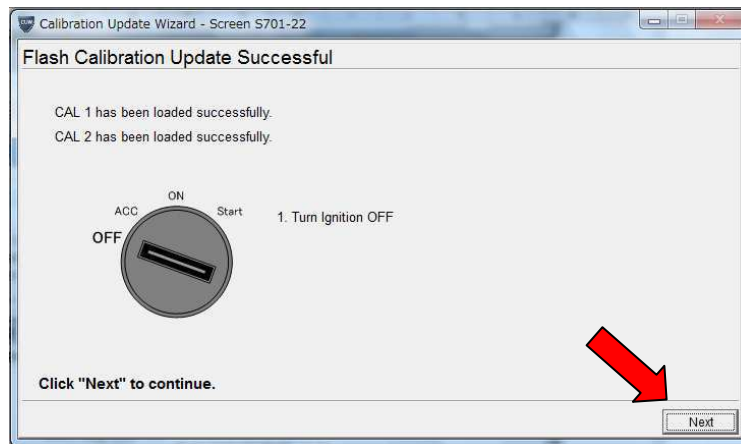 Calibration Update Wizard - Screen S701-22
Flash Calibration Update Successful
CAL 1 has been loaded successfully.
CAL 2 has been loaded successfully.
ON
ACC
Start
OFF
1. Turn Ignition OFF
Click "Next" to continue.
Next